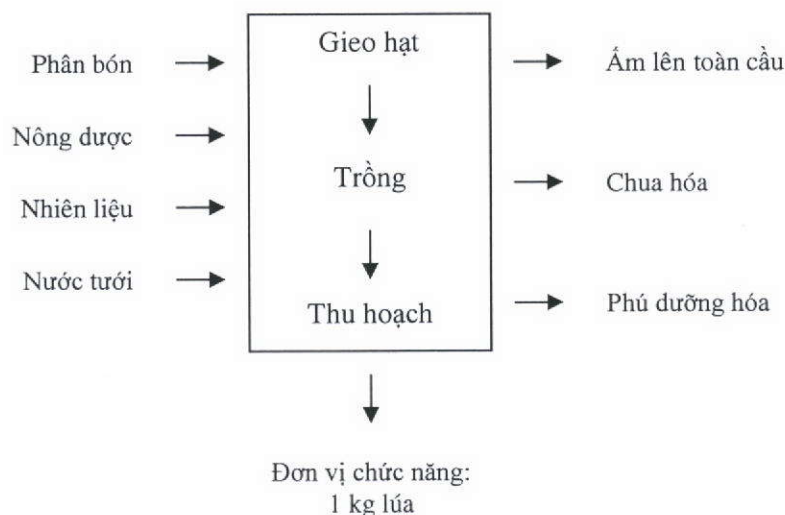 Gieo hạt
Phân bón
Ấm lên toàn cầu
Nông dược
Trồng
Chua hóa
Nhiên liệu
Nước tưới
Thu hoạch
Phú dưỡng hóa
Đơn vị chức năng:
1 kg lúa